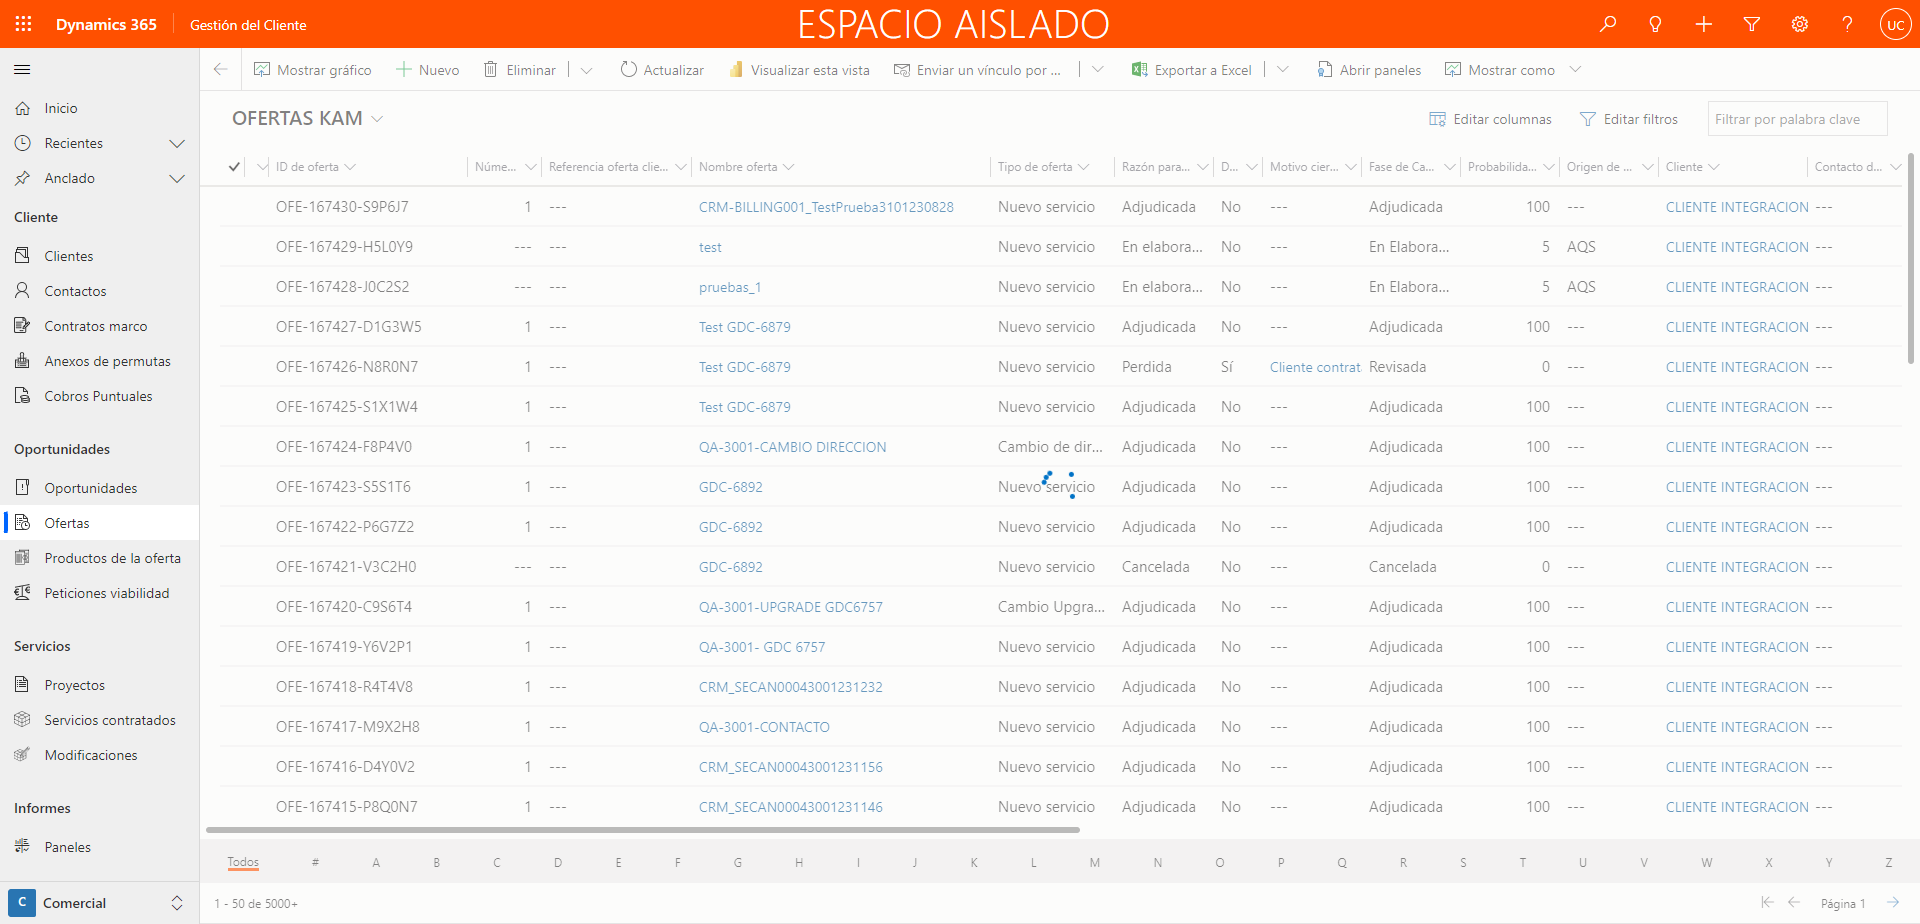 Dynamics 365 Gestión del Cliente ESPACIO AISLADO ? UC
Mostrar gráfico Nuevo Eliminar Actualizar Visualizar esta vista Enviar un vínculo por ... Exportar a Excel Abrir paneles Mostrar como
Inicio
Recientes
Anclado
Cliente
Clientes
Contactos
Contratos marco
Anexos de permutas
Cobros Puntuales
Oportunidades
Oportunidades
Ofertas
Productos de la oferta
Peticiones viabilidad
Servicios
Proyectos
Servicios contratados
Modificaciones
Informes
Paneles
C Comercial
OFERTAS KAM Editar columnas Editar filtros Filtrar por palabra clave
ID de oferta Núme... Referencia oferta clie... Nombre oferta Tipo de oferta Razón para... D... Motivo cier... Fase de Ca... Probabilida... Origen de ... Cliente Contacto d...
OFE-167430-S9P6J7 1 --- CRM-BILLING001_TestPrueba3101230828 Nuevo servicio Adjudicada No --- Adjudicada 100 --- CLIENTE INTEGRACION ---
OFE-167429-H5L0Y9 --- --- test Nuevo servicio En elabora... No --- En Elabora... 5 AQS CLIENTE INTEGRACION ---
OFE-167428-J0C2S2 --- --- pruebas_1 Nuevo servicio En elabora... No --- En Elabora... 5 AQS CLIENTE INTEGRACION ---
OFE-167427-D1G3W5 1 --- Test GDC-6879 Nuevo servicio Adjudicada No --- Adjudicada 100 --- CLIENTE INTEGRACION ---
OFE-167426-N8R0N7 1 --- Test GDC-6879 Nuevo servicio Perdida Sí Cliente contrat Revisada 0 --- CLIENTE INTEGRACION ---
OFE-167425-S1X1W4 1 --- Test GDC-6879 Nuevo servicio Adjudicada No --- Adjudicada 100 --- CLIENTE INTEGRACION ---
OFE-167424-F8P4V0 1 --- QA-3001-CAMBIO DIRECCION Cambio de dir... Adjudicada No --- Adjudicada 100 --- CLIENTE INTEGRACION ---
OFE-167423-S5S1T6 1 --- GDC-6892 Nuevo servicio Adjudicada No --- Adjudicada 100 --- CLIENTE INTEGRACION ---
OFE-167422-P6G7Z2 1 --- GDC-6892 Nuevo servicio Adjudicada No --- Adjudicada 100 --- CLIENTE INTEGRACION ---
OFE-167421-V3C2H0 --- --- GDC-6892 Nuevo servicio Cancelada No --- Cancelada 0 --- CLIENTE INTEGRACION ---
OFE-167420-C9S6T4 1 --- QA-3001-UPGRADE GDC6757 Cambio Upgra... Adjudicada No --- Adjudicada 100 --- CLIENTE INTEGRACION ---
OFE-167419-Y6V2P1 1 --- QA-3001- GDC 6757 Nuevo servicio Adjudicada No --- Adjudicada 100 --- CLIENTE INTEGRACION ---
OFE-167418-R4T4V8 1 --- CRM_SECAN00043001231232 Nuevo servicio Adjudicada No --- Adjudicada 100 --- CLIENTE INTEGRACION ---
OFE-167417-M9X2H8 1 --- QA-3001-CONTACTO Nuevo servicio Adjudicada No --- Adjudicada 100 --- CLIENTE INTEGRACION ---
OFE-167416-D4Y0V2 1 --- CRM_SECAN00043001231156 Nuevo servicio Adjudicada No --- Adjudicada 100 --- CLIENTE INTEGRACION ---
OFE-167415-P8Q0N7 1 --- CRM_SECAN00043001231146 Nuevo servicio Adjudicada No --- Adjudicada 100 --- CLIENTE INTEGRACION ---
Todos # A B C D E F G H I J K L M N O P Q R S T U V W X Y Z
1 - 50 de 5000+ Página 1